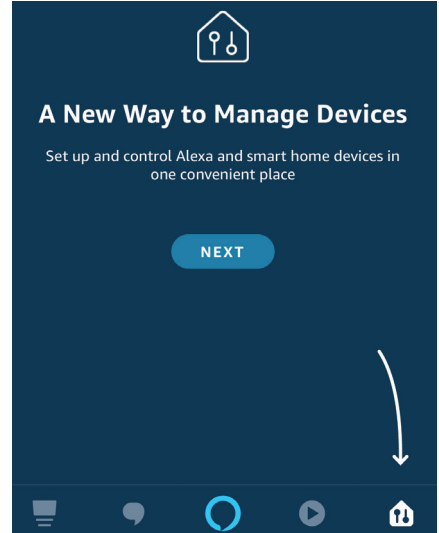 A New Way to Manage Devices
Set up and control Alexa and smart home devices in
one convenient place
NEXT